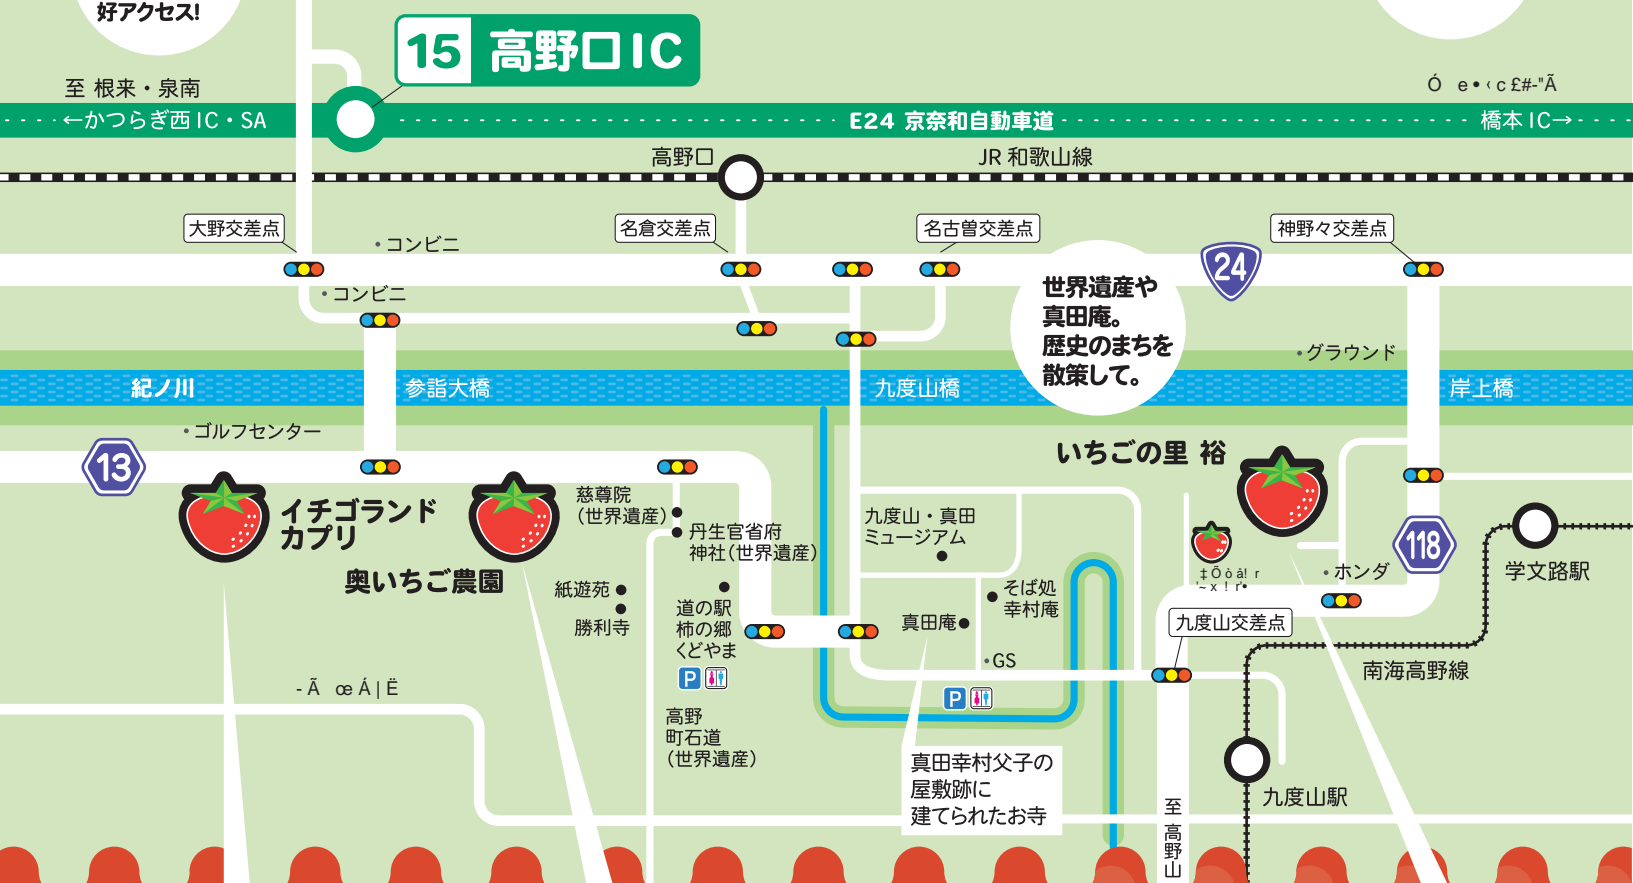 好アクセス!
15 高野口IC
至 根来・泉南
←かつらぎ西IC・SA
E24 京奈和自動車道
橋本IC→
高野口
JR 和歌山線
大野交差点
・コンビニ
名倉交差点
名古曽交差点
神野々交差点
・コンビニ
24
世界遺産や
真田庵。
歴史のまちを
散策して。
・グラウンド
紀ノ川
参詣大橋
九度山橋
岸上橋
・ゴルフセンター
13
イチゴランド
カプリ
奥いちご農園
慈尊院
(世界遺産)
丹生官省府
神社(世界遺産)
紙遊苑
勝利寺
道の駅
柿の郷
くどやま
P
高野
町石道
(世界遺産)
九度山・真田
ミュージアム
そば処
幸村庵
真田庵
・GS
P
真田幸村父子の
屋敷跡に
建てられたお寺
いちごの里 裕
118
・ホンダ
九度山交差点
学文路駅
南海高野線
九度山駅
至 高野山